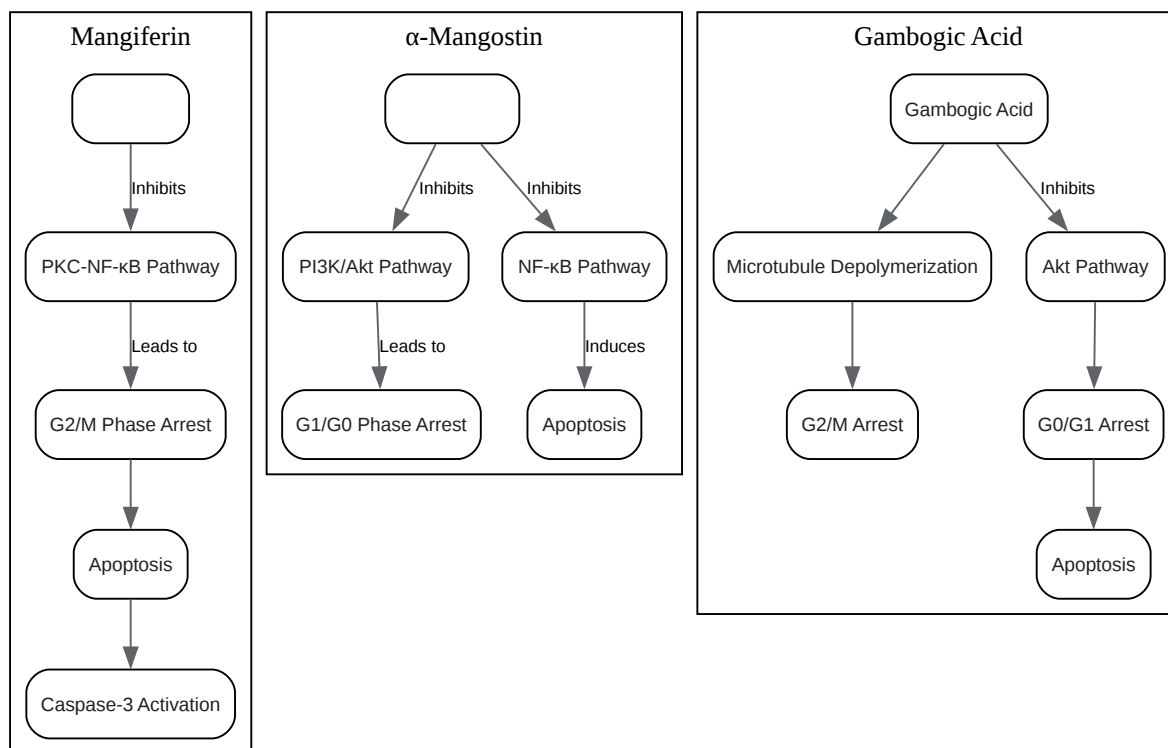 Mangiferin
Inhibits
PKC-NF-κB Pathway
Leads to
G2/M Phase Arrest
Apoptosis
Caspase-3 Activation
α-Mangostin
Inhibits
Inhibits
PI3K/Akt Pathway
NF-κB Pathway
Leads to
Induces
G1/G0 Phase Arrest
Apoptosis
Gambogic Acid
Gambogic Acid
Inhibits
Microtubule Depolymerization
Akt Pathway
G2/M Arrest
G0/G1 Arrest
Apoptosis